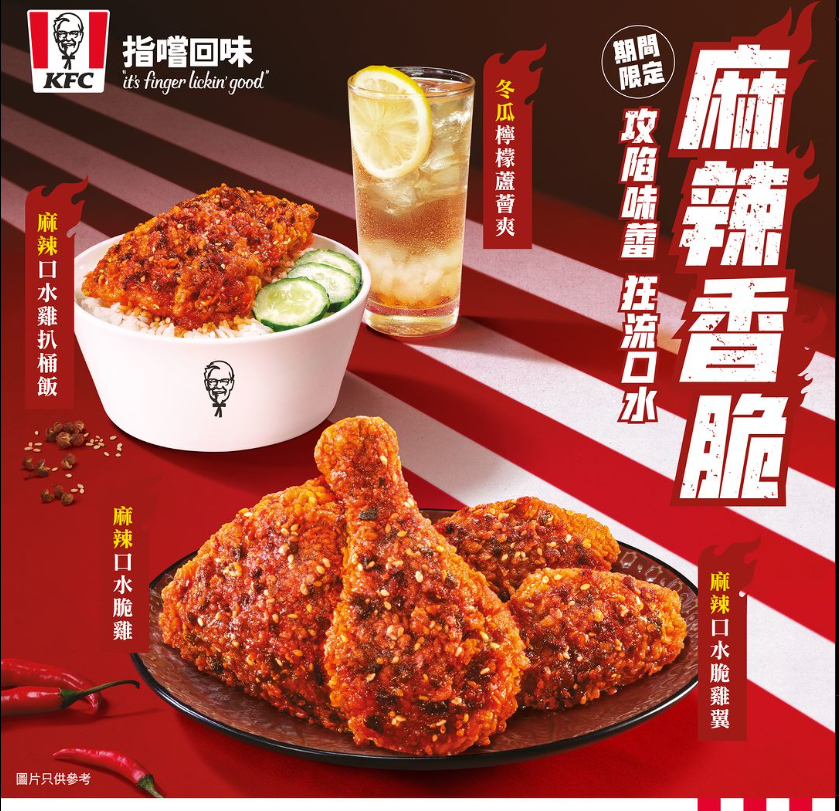 KFC
指嚐回味
"it's finger lickin' good"
期間
限定
麻辣香脆
攻陷味蕾 狂流口水
冬瓜檸檬蘆薈爽
麻辣口水雞扒桶飯
麻辣口水脆雞
麻辣口水脆雞翼
圖片只供參考